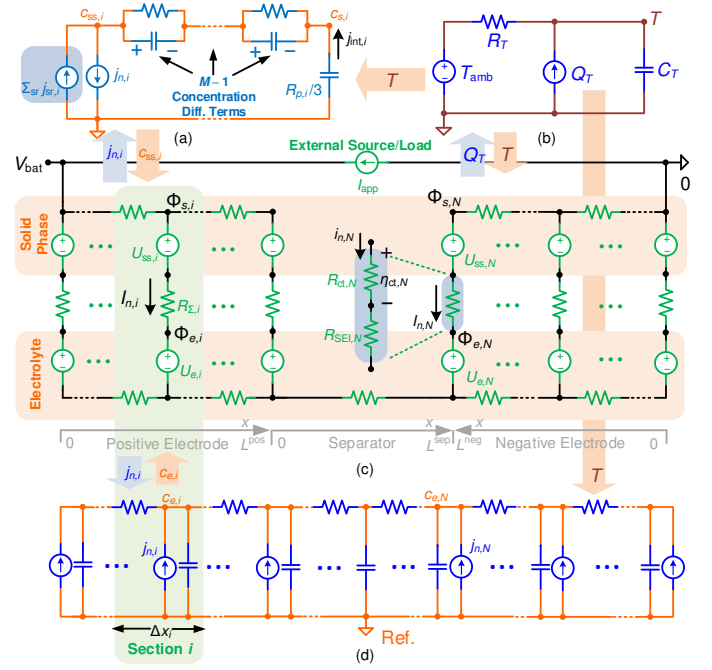 c_ss,i
c_s,i
j_int,i
+ −
+ −
Σ_sr j_sr,i
j_n,i
M − 1
Concentration
Diff. Terms
R_p,i/3
(a)
T
T
R_T
T_amb
Q_T
C_T
(b)
j_n,i
c_ss,i
External Source/Load
I_app
Q_T
T
V_bat
0
Solid
Phase
Φ_s,i
Φ_s,N
U_ss,i
i_n,N
+
R_ct,N
η_ct,N
−
R_SEI,N
U_ss,N
I_n,i
R_Σ,i
I_n,N
Φ_e,i
Φ_e,N
Electrolyte
U_e,i
U_e,N
x
x
x
0
Positive Electrode
L^pos
0
Separator
L^sep
L^neg
Negative Electrode
0
(c)
j_n,i
c_e,i
T
c_e,i
c_e,N
j_n,i
j_n,N
Δx_i
Ref.
Section i
(d)